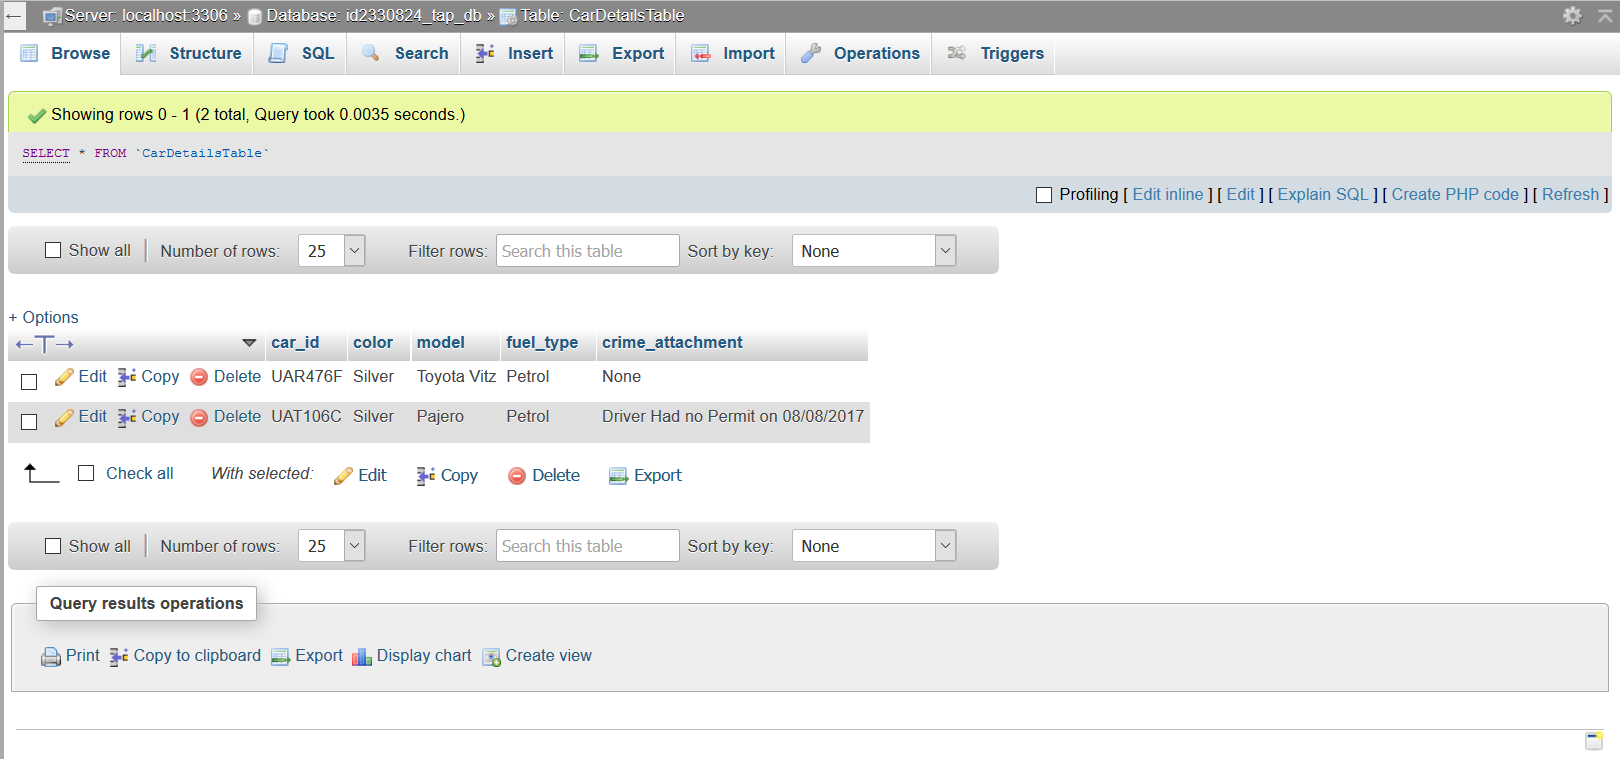 Server: localhost:3306 » Database: id2330824_tap_db » Table: CarDetailsTable
Browse Structure SQL Search Insert Export Import Operations Triggers
Showing rows 0 - 1 (2 total, Query took 0.0035 seconds.)
SELECT * FROM `CarDetailsTable`
Profiling [ Edit inline ] [ Edit ] [ Explain SQL ] [ Create PHP code ] [ Refresh ]
Show all | Number of rows: 25 Filter rows: Search this table Sort by key: None
+ Options
←T→ car_id color model fuel_type crime_attachment
Edit Copy Delete UAR476F Silver Toyota Vitz Petrol None
Edit Copy Delete UAT106C Silver Pajero Petrol Driver Had no Permit on 08/08/2017
Check all With selected: Edit Copy Delete Export
Show all | Number of rows: 25 Filter rows: Search this table Sort by key: None
Query results operations
Print Copy to clipboard Export Display chart Create view